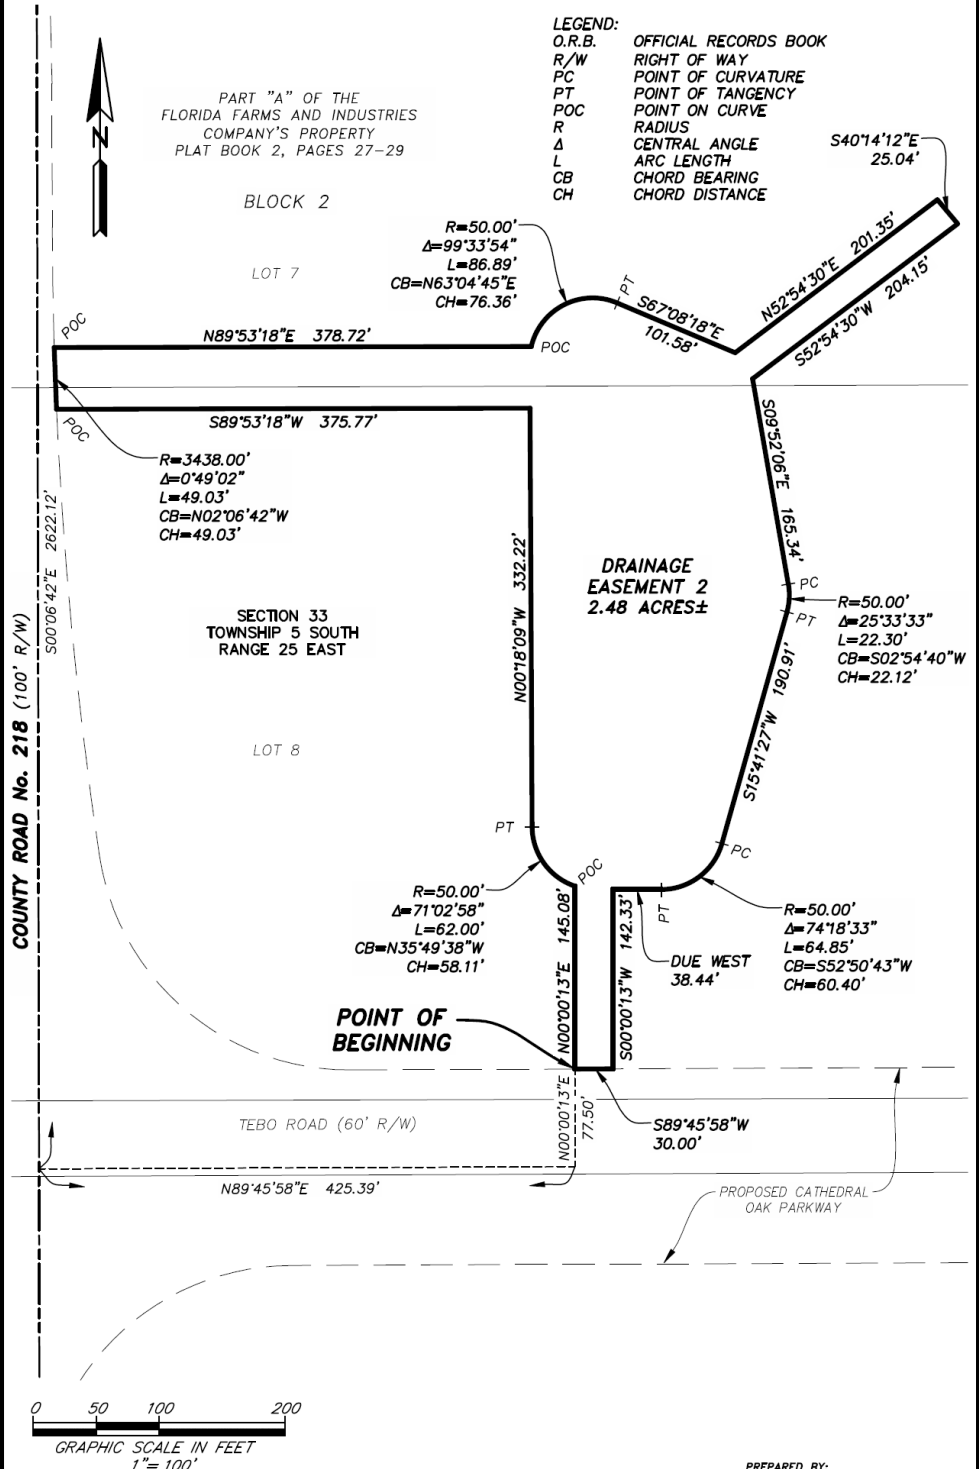 LEGEND:
O.R.B. OFFICIAL RECORDS BOOK
R/W RIGHT OF WAY
PC POINT OF CURVATURE
PT POINT OF TANGENCY
POC POINT ON CURVE
R RADIUS
Δ CENTRAL ANGLE
L ARC LENGTH
CB CHORD BEARING
CH CHORD DISTANCE
N
PART "A" OF THE
FLORIDA FARMS AND INDUSTRIES
COMPANY'S PROPERTY
PLAT BOOK 2, PAGES 27-29
BLOCK 2
LOT 7
S40°14'12"E
25.04'
R=50.00'
Δ=99°33'54"
L=86.89'
CB=N63°04'45"E
CH=76.36'
PT
S67°08'18"E
101.58'
N52°54'30"E 201.35'
S52°54'30"W 204.15'
POC
N89°53'18"E 378.72'
POC
S89°53'18"W 375.77'
POC
R=3438.00'
Δ=0°49'02"
L=49.03'
CB=N02°06'42"W
CH=49.03'
S00°06'42"E 2622.12'
COUNTY ROAD No. 218 (100' R/W)
SECTION 33
TOWNSHIP 5 SOUTH
RANGE 25 EAST
LOT 8
N00°18'09"W 332.22'
DRAINAGE
EASEMENT 2
2.48 ACRES±
S09°52'06"E 165.34'
PC
PT
R=50.00'
Δ=25°33'33"
L=22.30'
CB=S02°54'40"W
CH=22.12'
S15°41'27"W 190.91'
PC
PT
POC
R=50.00'
Δ=71°02'58"
L=62.00'
CB=N35°49'38"W
CH=58.11'
N00°00'13"E 145.08'
S00°00'13"W 142.33'
PT
DUE WEST
38.44'
R=50.00'
Δ=74°18'33"
L=64.85'
CB=S52°50'43"W
CH=60.40'
POINT OF
BEGINNING
N00°00'13"E
77.50'
S89°45'58"W
30.00'
TEBO ROAD (60' R/W)
N89°45'58"E 425.39'
PROPOSED CATHEDRAL
OAK PARKWAY
0 50 100 200
GRAPHIC SCALE IN FEET
1"= 100'
PREPARED BY: